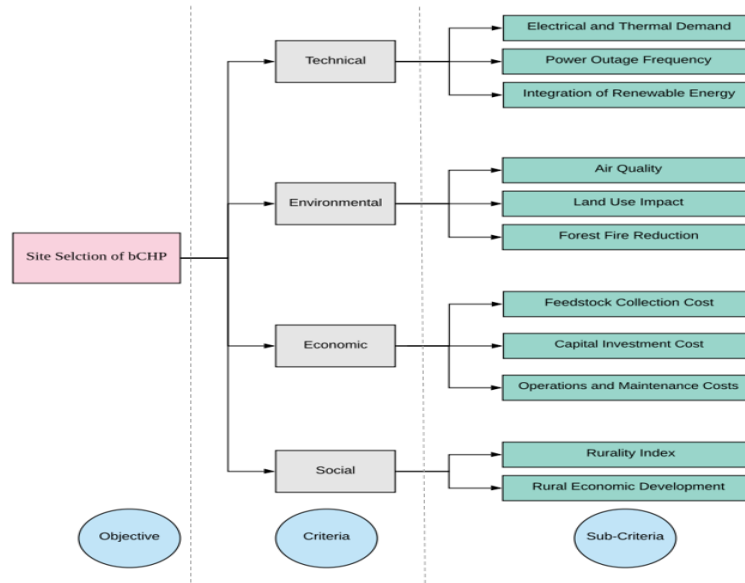 Electrical and Thermal Demand
Technical
Power Outage Frequency
Integration of Renewable Energy
Air Quality
Environmental
Land Use Impact
Forest Fire Reduction
Site Selction of bCHP
Feedstock Collection Cost
Economic
Capital Investment Cost
Operations and Maintenance Costs
Rurality Index
Social
Rural Economic Development
Objective
Criteria
Sub-Criteria